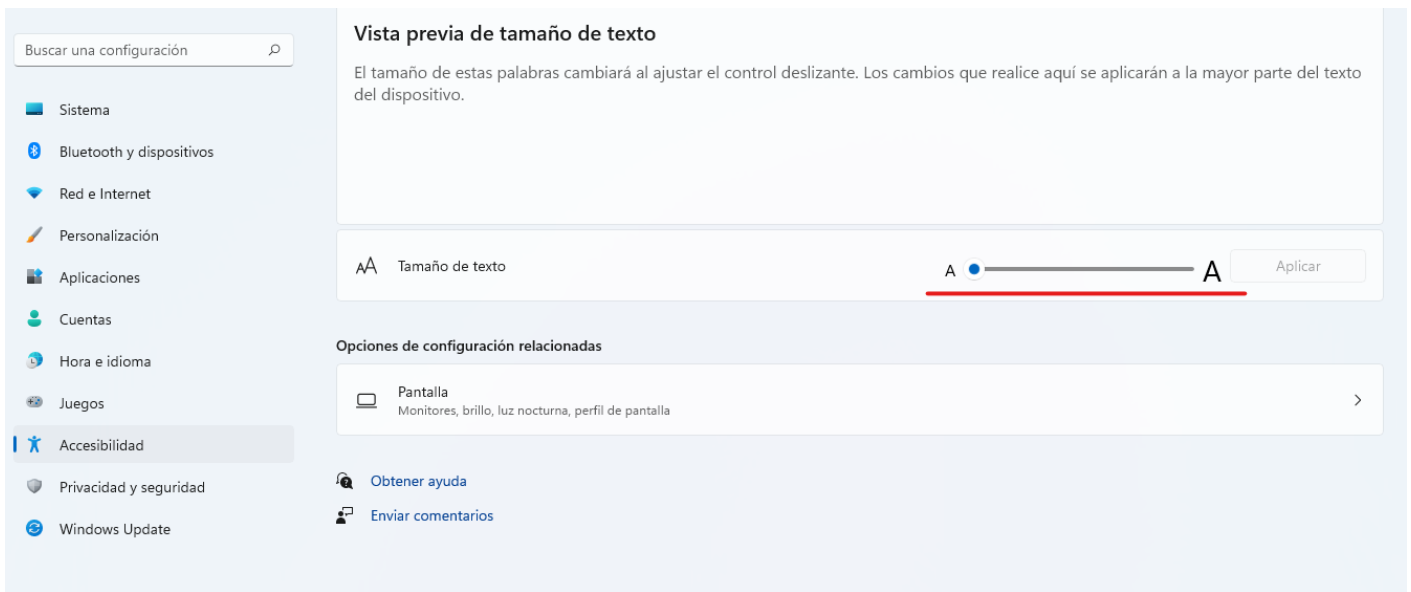 Buscar una configuración
Sistema
Bluetooth y dispositivos
Red e Internet
Personalización
Aplicaciones
Cuentas
Hora e idioma
Juegos
Accesibilidad
Privacidad y seguridad
Windows Update
Vista previa de tamaño de texto
El tamaño de estas palabras cambiará al ajustar el control deslizante. Los cambios que realice aquí se aplicarán a la mayor parte del texto
del dispositivo.
AA Tamaño de texto A A Aplicar
Opciones de configuración relacionadas
Pantalla
Monitores, brillo, luz nocturna, perfil de pantalla
Obtener ayuda
Enviar comentarios